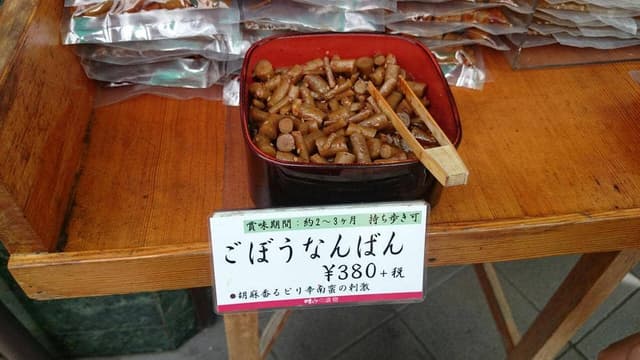 賞味期間：約2～3ヶ月　持ち歩き可
ごぼうなんばん
¥380＋税
●胡麻香るピリ辛南蛮の刺激